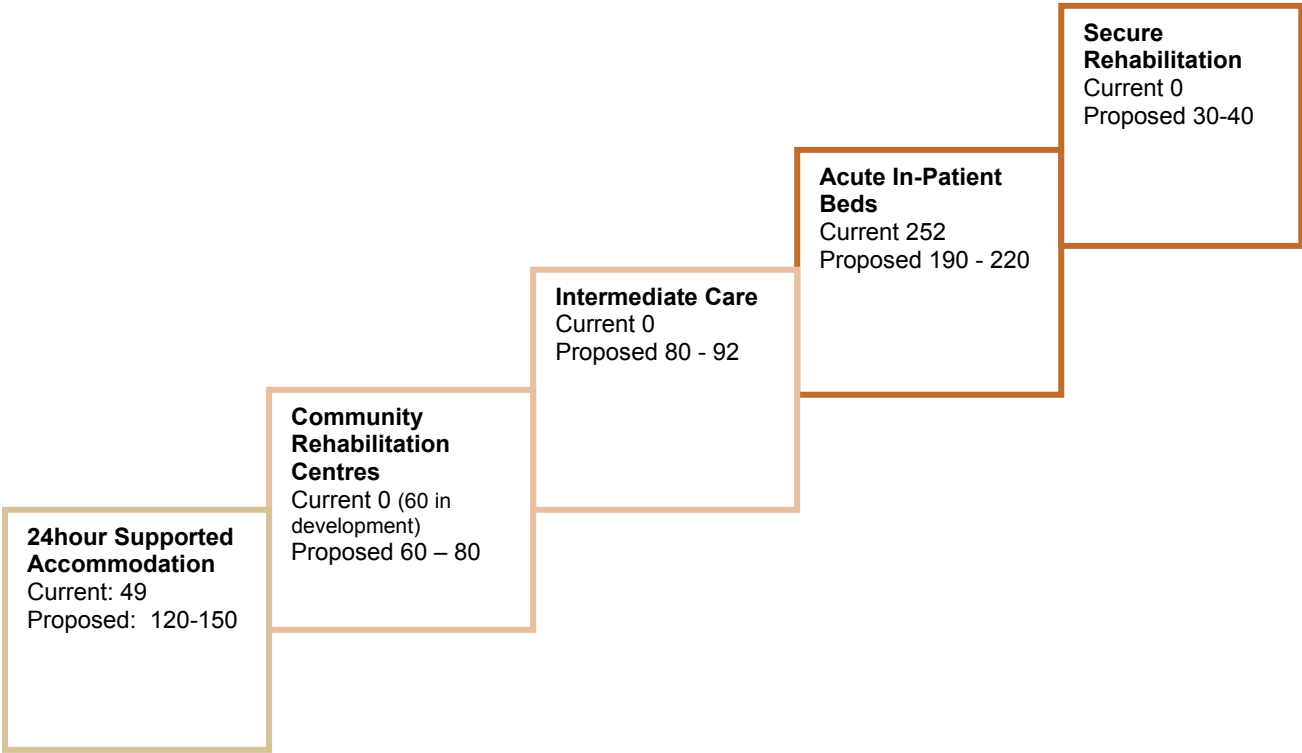 Secure
Rehabilitation
Current 0
Proposed 30-40
Acute In-Patient
Beds
Current 252
Proposed 190 - 220
Intermediate Care
Current 0
Proposed 80 - 92
Community
Rehabilitation
Centres
Current 0 (60 in
development)
Proposed 60 – 80
24hour Supported
Accommodation
Current: 49
Proposed:  120-150